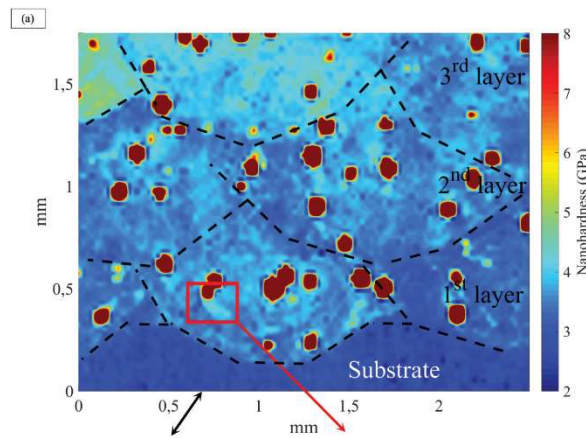 (a)
1,5
1
0,5
0
mm
0
0,5
1
1,5
2
mm
3rd layer
2nd layer
1st layer
Substrate
8
7
6
5
4
3
2
Nanohardness (GPa)